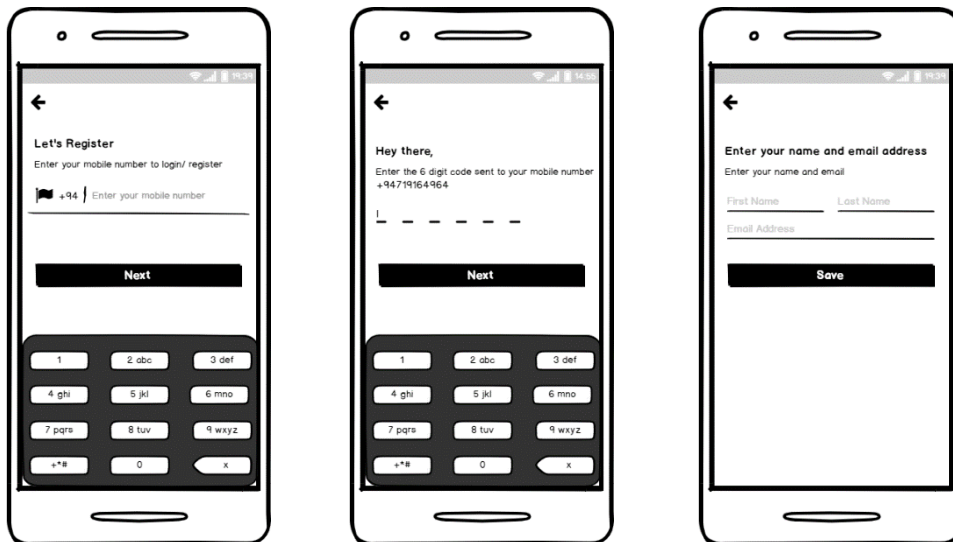 19:39
Let's Register
Enter your mobile number to login/ register
+94 Enter your mobile number
Next
1 2 abc 3 def
4 ghi 5 jkl 6 mno
7 pqrs 8 tuv 9 wxyz
+*# 0 x
14:55
Hey there,
Enter the 6 digit code sent to your mobile number
+94719164964
Next
1 2 abc 3 def
4 ghi 5 jkl 6 mno
7 pqrs 8 tuv 9 wxyz
+*# 0 x
19:39
Enter your name and email address
Enter your name and email
First Name Last Name
Email Address
Save